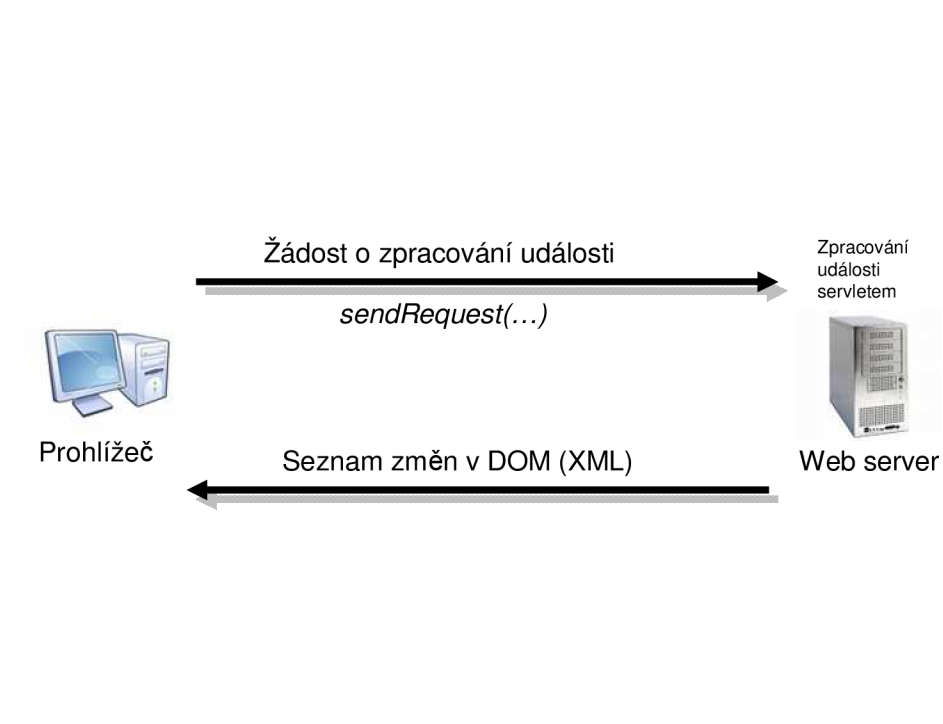 Žádost o zpracování události
sendRequest(…)
Zpracování
události
servletem
Prohlížeč
Seznam změn v DOM (XML)
Web server